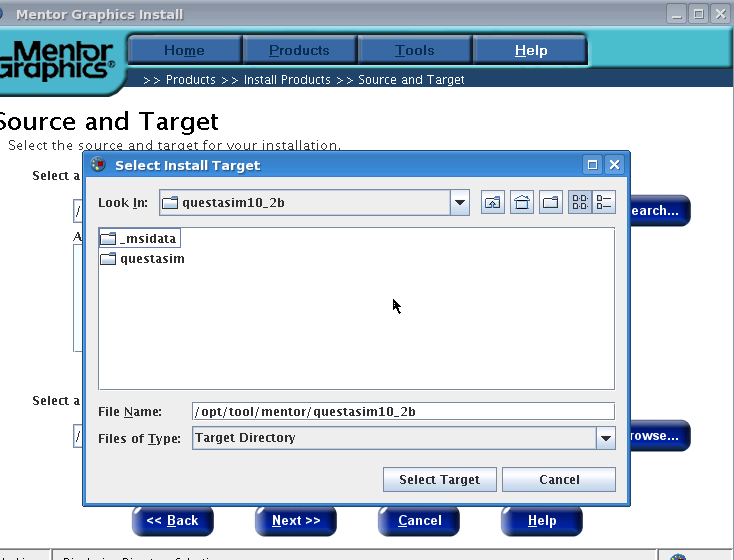 Mentor Graphics Install
Mentor
Graphics®
Home Products Tools Help
>> Products >> Install Products >> Source and Target
Source and Target
Select the source and target for your installation.
Select a
Select Install Target
Look In: questasim10_2b
earch...
_msidata
questasim
Select a
File Name: /opt/tool/mentor/questasim10_2b
Files of Type: Target Directory
rowse...
Select Target Cancel
<< Back Next >> Cancel Help